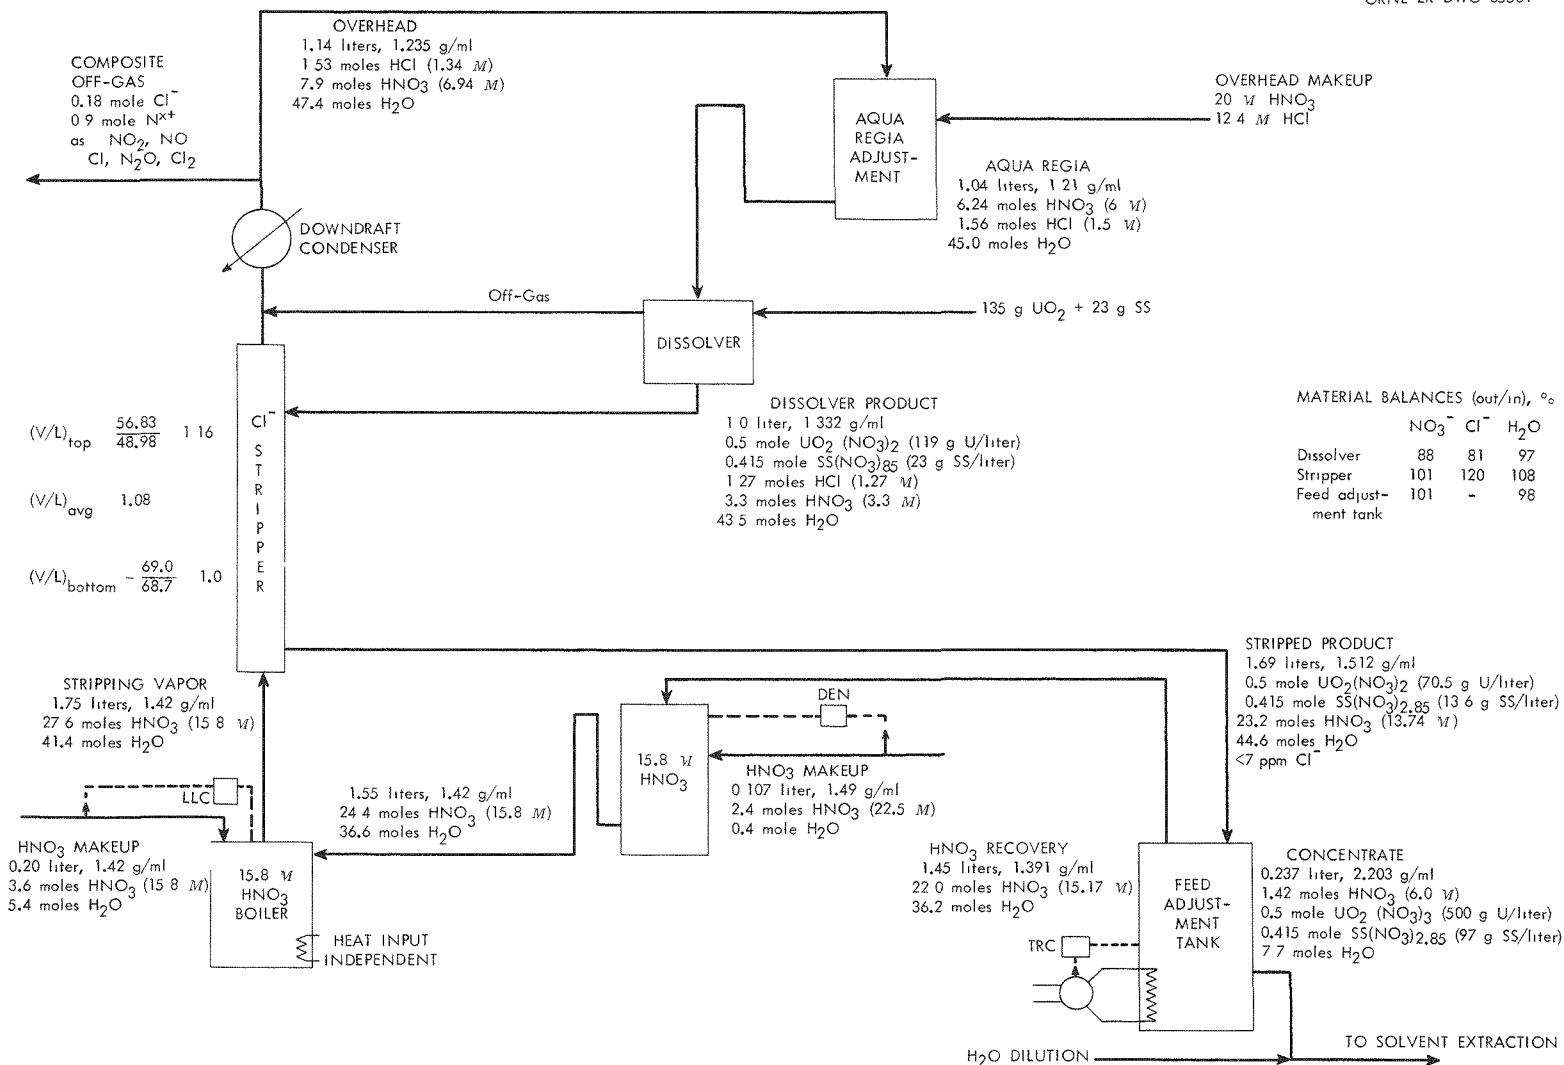 COMPOSITE
OFF-GAS
0.18 mole Cl⁻
0 9 mole Nˣ⁺
as NO₂, NO
Cl, N₂O, Cl₂
OVERHEAD
1.14 liters, 1.235 g/ml
1 53 moles HCl (1.34 M)
7.9 moles HNO₃ (6.94 M)
47.4 moles H₂O
AQUA
REGIA
ADJUST-
MENT
OVERHEAD MAKEUP
20 M HNO₃
12 4 M HCl
AQUA REGIA
1.04 liters, 1 21 g/ml
6.24 moles HNO₃ (6 M)
1.56 moles HCl (1.5 M)
45.0 moles H₂O
DOWNDRAFT
CONDENSER
Off-Gas
DISSOLVER
135 g UO₂ + 23 g SS
Cl⁻
STRIPPER
(V/L)top 56.83/48.98 1 16
(V/L)avg 1.08
(V/L)bottom - 69.0/68.7 1.0
DISSOLVER PRODUCT
1 0 liter, 1 332 g/ml
0.5 mole UO₂ (NO₃)₂ (119 g U/liter)
0.415 mole SS(NO₃)₈₅ (23 g SS/liter)
1 27 moles HCl (1.27 M)
3.3 moles HNO₃ (3.3 M)
43 5 moles H₂O
MATERIAL BALANCES (out/in), %
NO₃⁻ Cl⁻ H₂O
Dissolver 88 81 97
Stripper 101 120 108
Feed adjust- 101 - 98
ment tank
STRIPPING VAPOR
1.75 liters, 1.42 g/ml
27 6 moles HNO₃ (15 8 M)
41.4 moles H₂O
LLC
HNO₃ MAKEUP
0.20 liter, 1.42 g/ml
3.6 moles HNO₃ (15 8 M)
5.4 moles H₂O
15.8 M
HNO₃
BOILER
HEAT INPUT
INDEPENDENT
1.55 liters, 1.42 g/ml
24 4 moles HNO₃ (15.8 M)
36.6 moles H₂O
15.8 M
HNO₃
DEN
HNO₃ MAKEUP
0 107 liter, 1.49 g/ml
2.4 moles HNO₃ (22.5 M)
0.4 mole H₂O
STRIPPED PRODUCT
1.69 liters, 1.512 g/ml
0.5 mole UO₂(NO₃)₂ (70.5 g U/liter)
0.415 mole SS(NO₃)₂.₈₅ (13 6 g SS/liter)
23.2 moles HNO₃ (13.74 M)
44.6 moles H₂O
<7 ppm Cl⁻
HNO₃ RECOVERY
1.45 liters, 1.391 g/ml
22 0 moles HNO₃ (15.17 M)
36.2 moles H₂O
TRC
FEED
ADJUST-
MENT
TANK
CONCENTRATE
0.237 liter, 2.203 g/ml
1.42 moles HNO₃ (6.0 M)
0.5 mole UO₂ (NO₃)₃ (500 g U/liter)
0.415 mole SS(NO₃)₂.₈₅ (97 g SS/liter)
7 7 moles H₂O
H₂O DILUTION
TO SOLVENT EXTRACTION